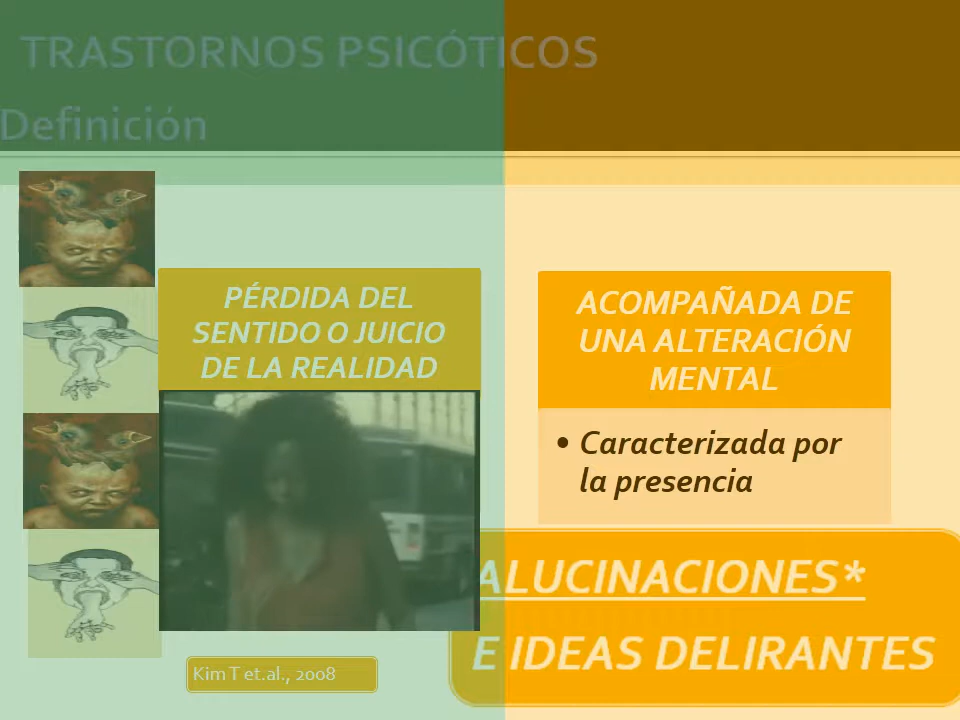 TRASTORNOS PSICÓTICOS
Definición
PÉRDIDA DEL
SENTIDO O JUICIO
DE LA REALIDAD
ACOMPAÑADA DE
UNA ALTERACIÓN
MENTAL
• Caracterizada por
la presencia
ALUCINACIONES*
E IDEAS DELIRANTES
Kim T et.al., 2008